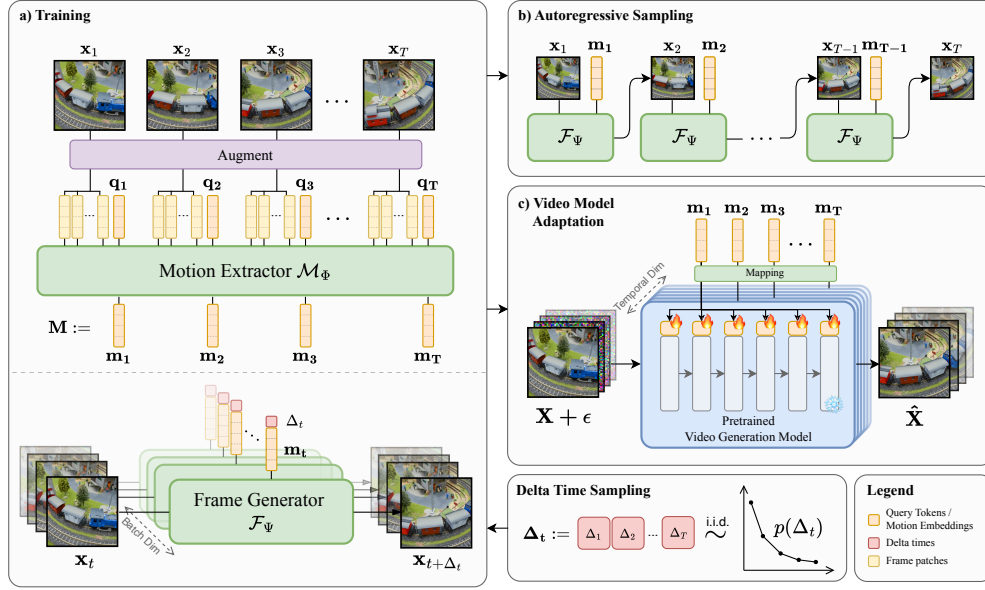 a) Training
x1 x2 x3 xT
...
Augment
q1 q2 q3 qT
... ... ... ... ...
Motion Extractor MΦ
M :=
m1 m2 m3 mT
Δt
mt
Frame Generator
FΨ
Batch Dim
xt
xt+Δt
b) Autoregressive Sampling
x1 m1 x2 m2 xT−1 mT−1 xT
FΨ FΨ ... FΨ
c) Video Model
Adaptation
m1 m2 m3 mT
...
Mapping
Temporal Dim
X + ϵ
Pretrained
Video Generation Model
X̂
Delta Time Sampling
Δt := Δ1 Δ2 ... ΔT i.i.d. ∼ p(Δt)
Legend
Query Tokens /
Motion Embeddings
Delta times
Frame patches